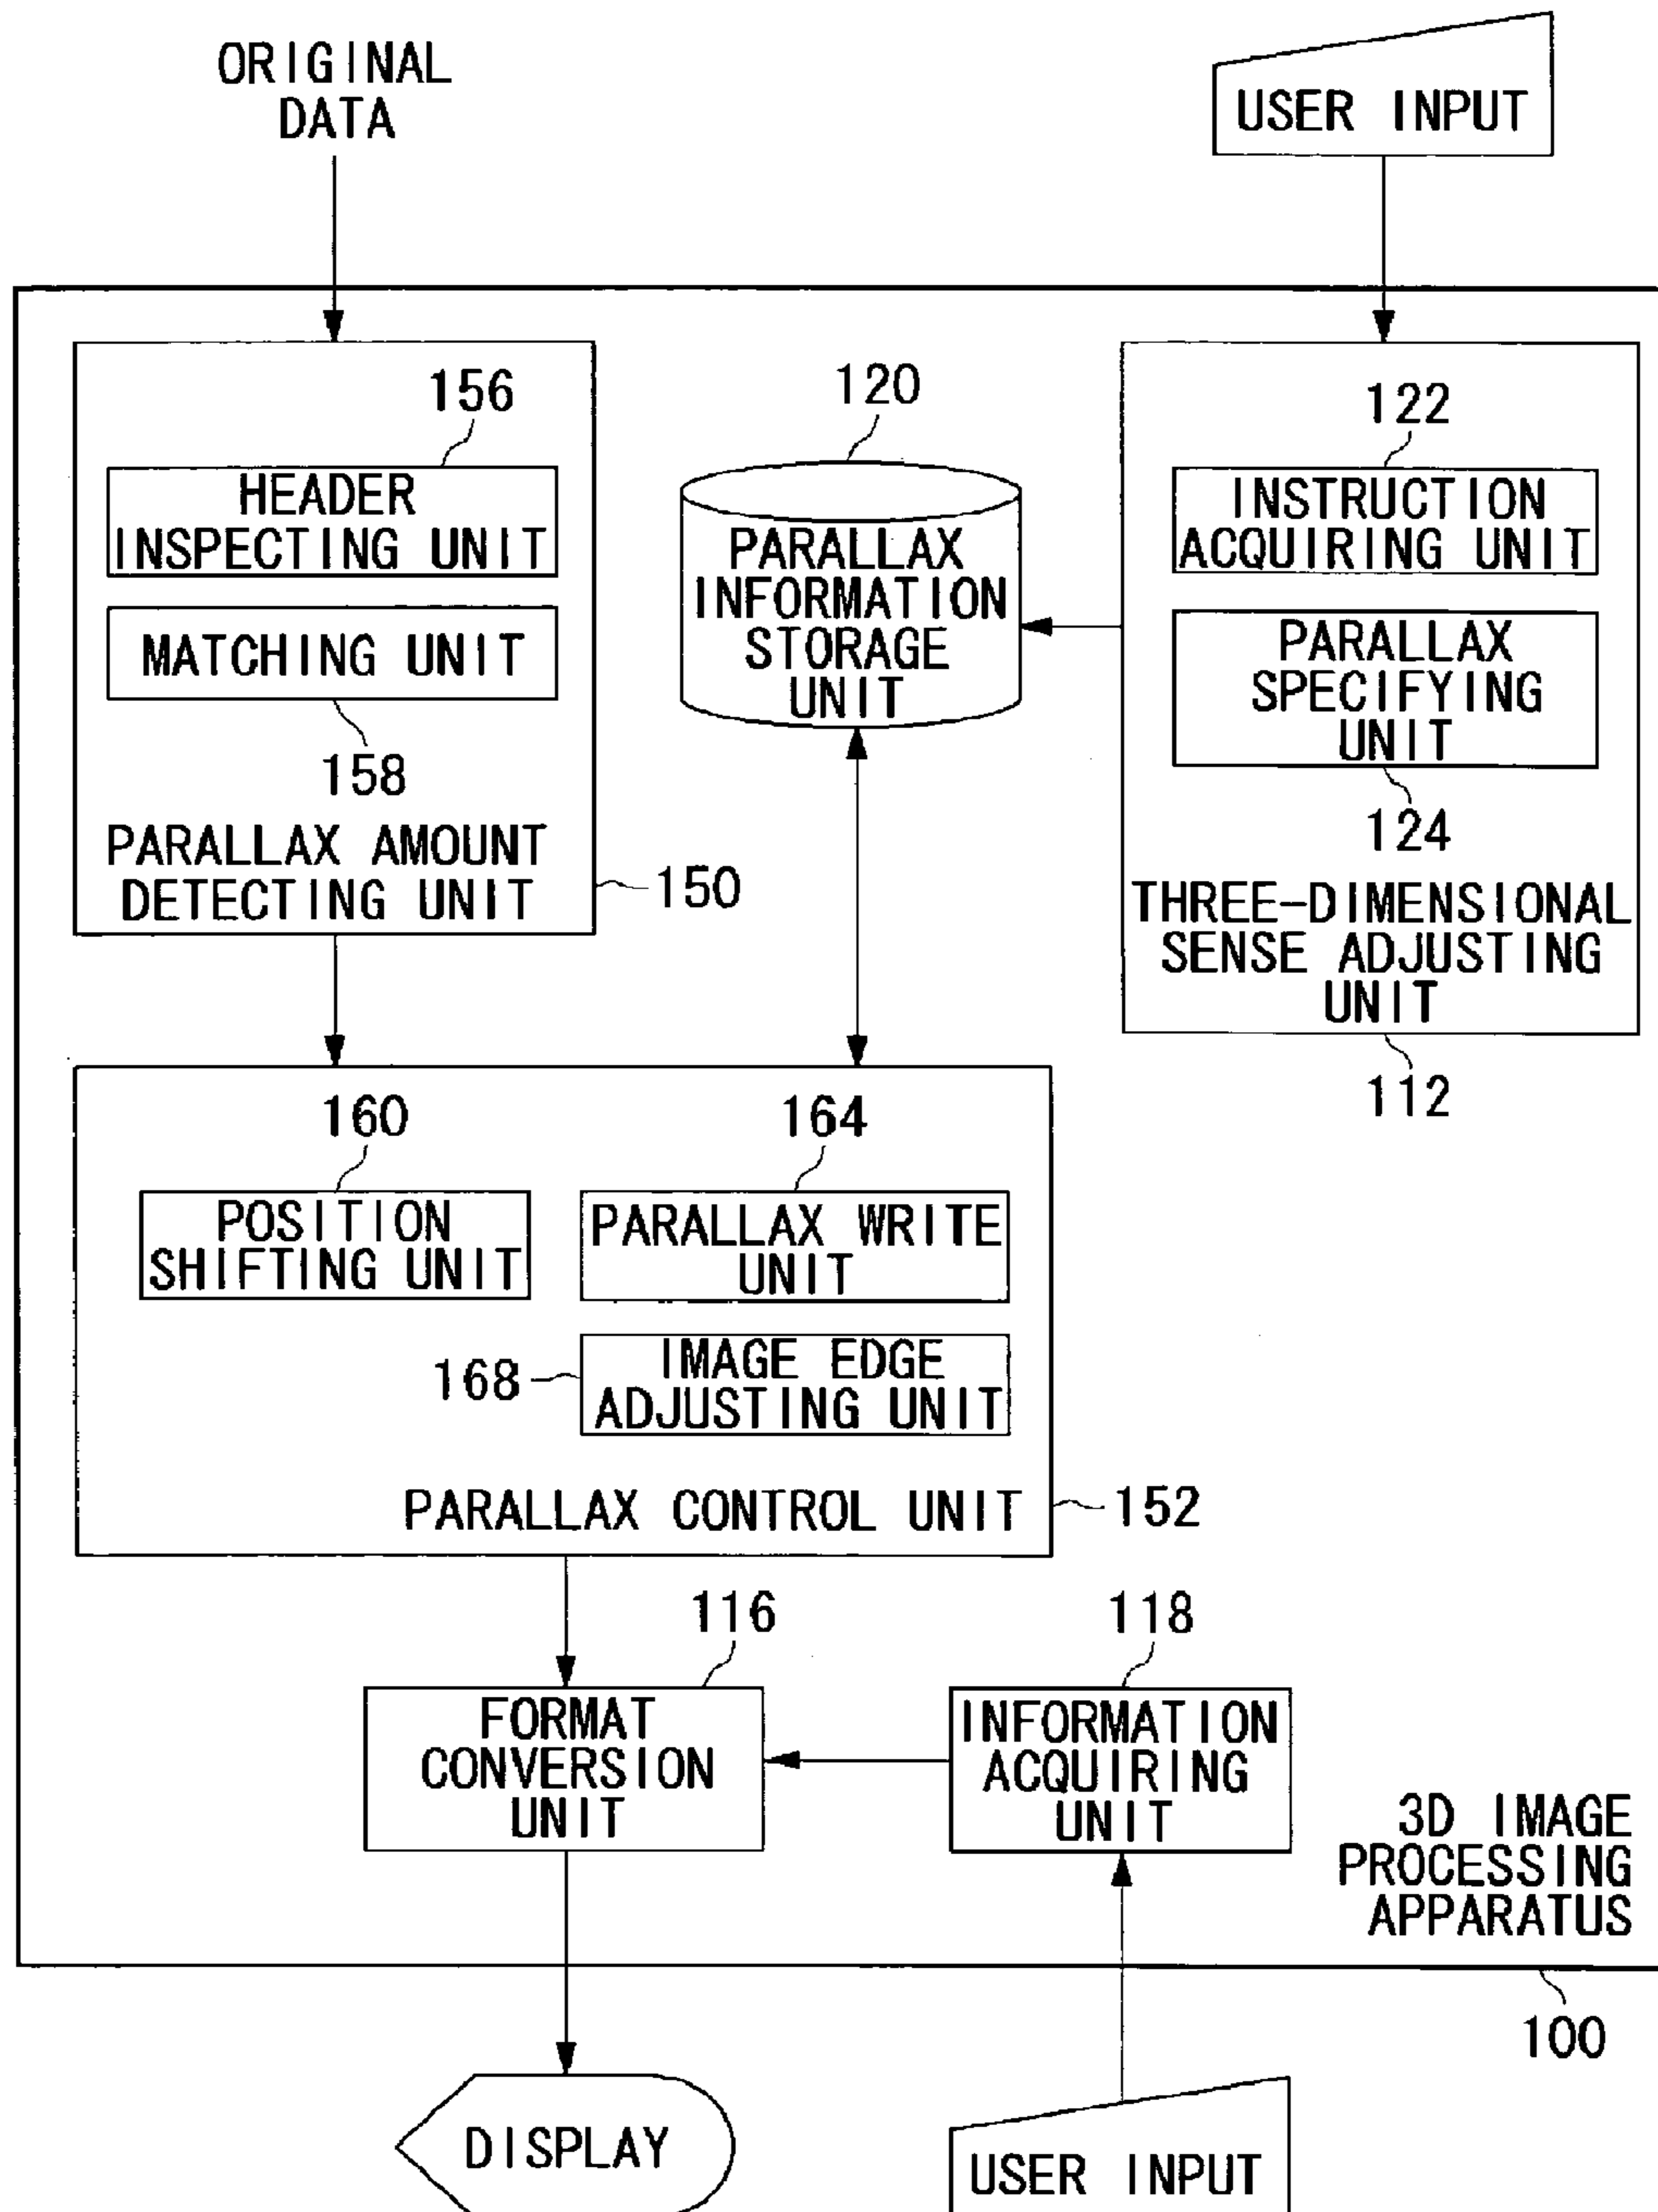 ORIGINAL
DATA
USER INPUT
156
HEADER
INSPECTING UNIT
MATCHING UNIT
158
PARALLAX AMOUNT
DETECTING UNIT
150
120
PARALLAX
INFORMATION
STORAGE
UNIT
122
INSTRUCTION
ACQUIRING UNIT
PARALLAX
SPECIFYING
UNIT
124
THREE-DIMENSIONAL
SENSE ADJUSTING
UNIT
112
160
POSITION
SHIFTING UNIT
164
PARALLAX WRITE
UNIT
168
IMAGE EDGE
ADJUSTING UNIT
PARALLAX CONTROL UNIT
152
116
FORMAT
CONVERSION
UNIT
118
INFORMATION
ACQUIRING
UNIT
3D IMAGE
PROCESSING
APPARATUS
100
DISPLAY
USER INPUT